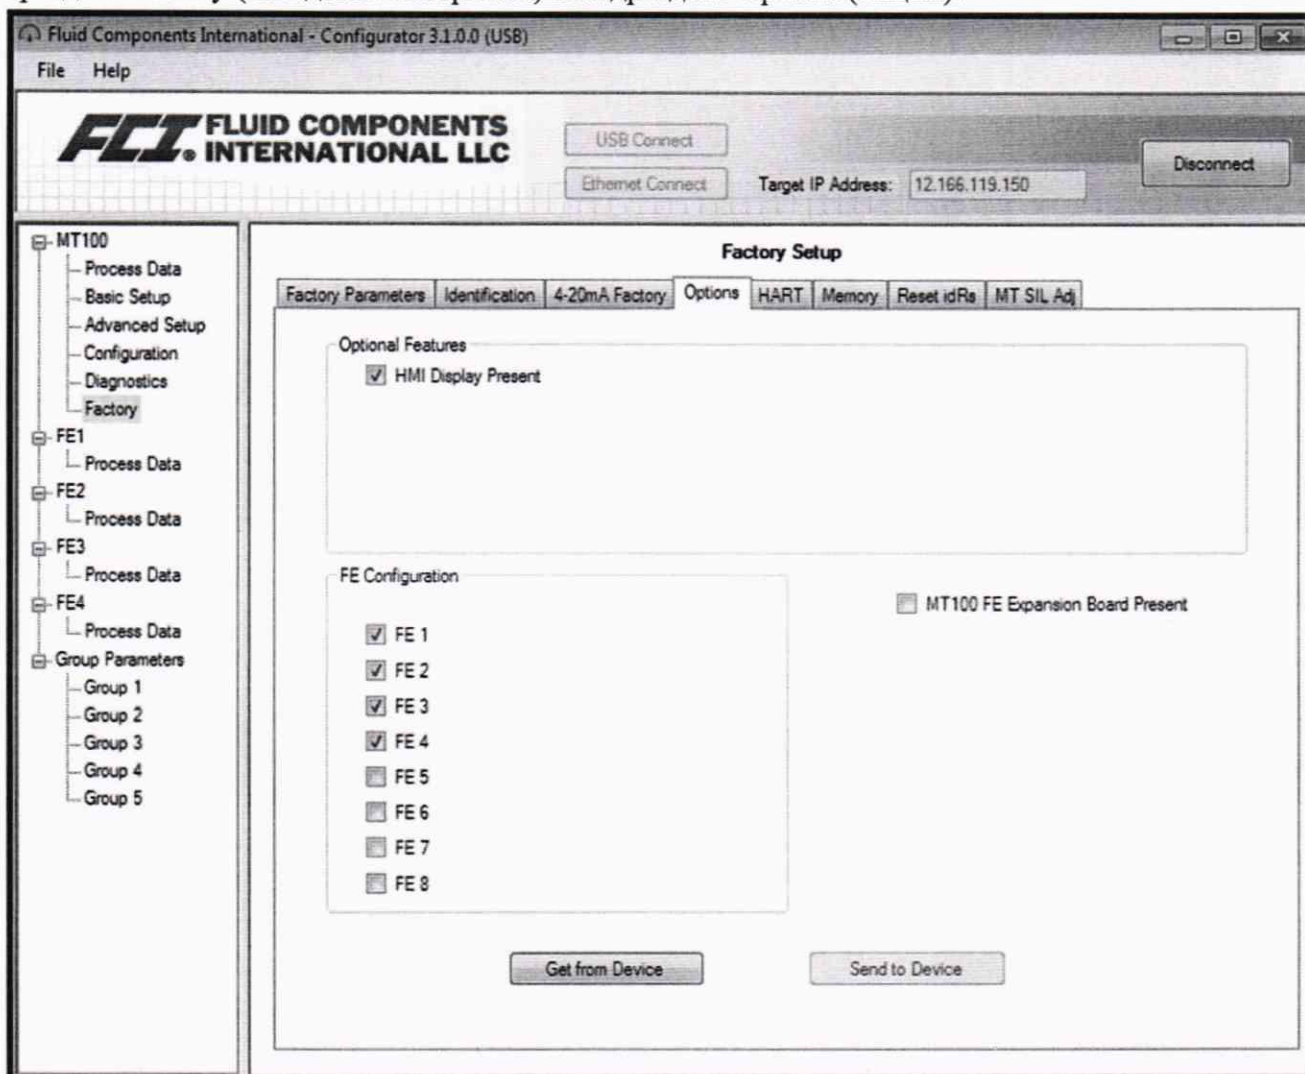 Fluid Components International - Configurator 3.1.0.0 (USB)
File Help
FCI. FLUID COMPONENTS
® INTERNATIONAL LLC
USB Connect
Ethernet Connect
Target IP Address: 12.166.119.150
Disconnect
MT100
Process Data
Basic Setup
Advanced Setup
Configuration
Diagnostics
Factory
FE1
Process Data
FE2
Process Data
FE3
Process Data
FE4
Process Data
Group Parameters
Group 1
Group 2
Group 3
Group 4
Group 5
Factory Setup
Factory Parameters Identification 4-20mA Factory Options HART Memory Reset idRs MT SIL Adj
Optional Features
HMI Display Present
FE Configuration
FE 1
FE 2
FE 3
FE 4
FE 5
FE 6
FE 7
FE 8
MT100 FE Expansion Board Present
Get from Device
Send to Device